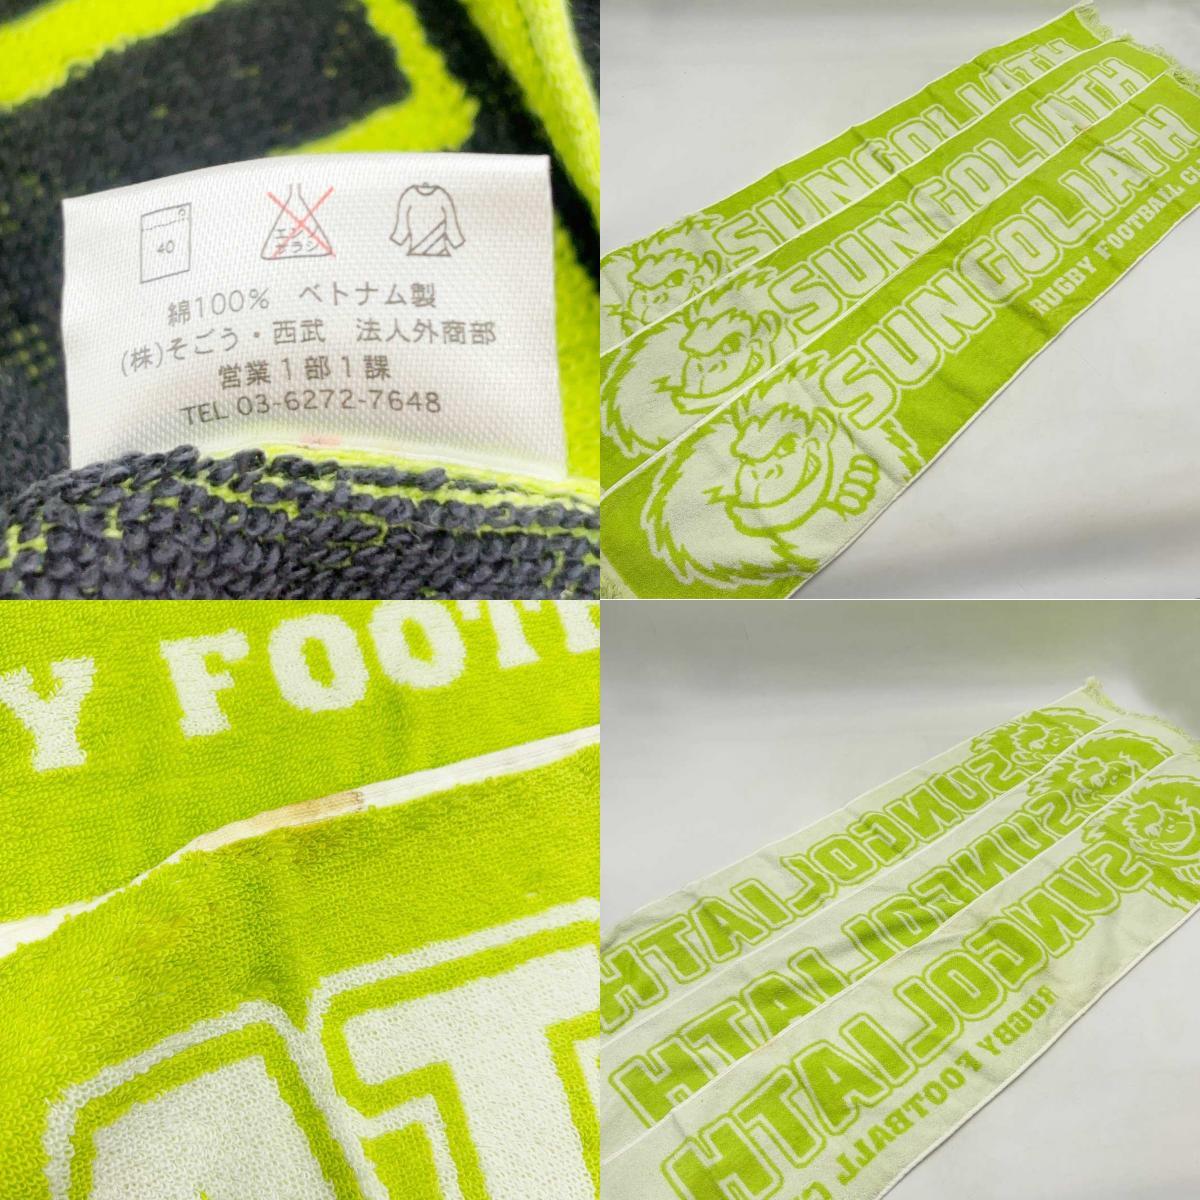 40
エンソ
サラシ
綿100% ベトナム製
(株)そごう・西武 法人外商部
営業1部1課
TEL 03-6272-7648
SUNGOLIATH
SUNGOLIATH
SUNGOLIATH
RUGBY FOOTBALL C
Y FOOT
AT
SUNGOLIATH
SUNGOLIATH
SUNGOLIATH
RUGBY FOOTBALL C